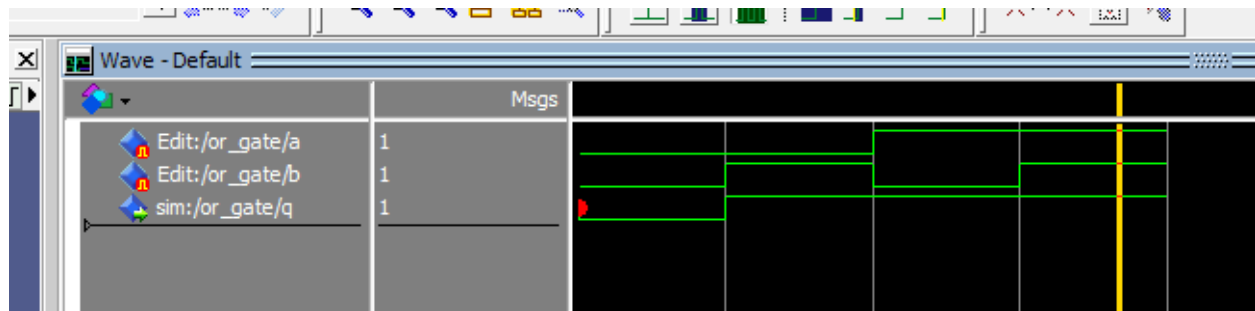 Wave - Default
Msgs
Edit:/or_gate/a 1
Edit:/or_gate/b 1
sim:/or_gate/q 1